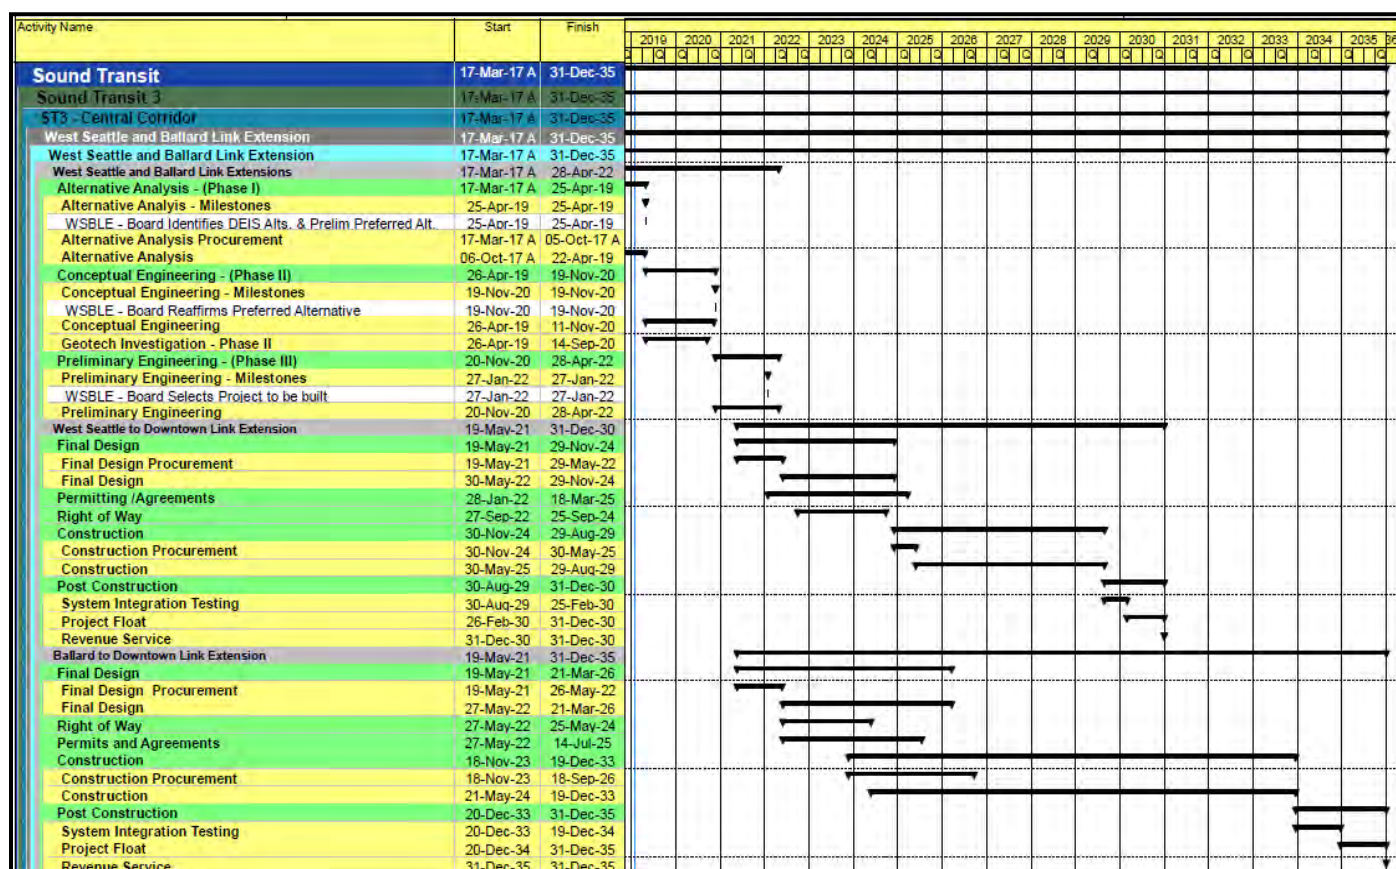 Activity Name Start Finish
2019 2020 2021 2022 2023 2024 2025 2026 2027 2028 2029 2030 2031 2032 2033 2034 2035 36
Q Q Q Q Q Q Q Q Q Q Q Q Q Q Q Q Q Q Q Q Q Q Q Q Q Q Q Q Q Q Q Q Q Q
Sound Transit 17-Mar-17 A 31-Dec-35
Sound Transit 3 17-Mar-17 A 31-Dec-35
ST3 - Central Corridor 17-Mar-17 A 31-Dec-35
West Seattle and Ballard Link Extension 17-Mar-17 A 31-Dec-35
West Seattle and Ballard Link Extension 17-Mar-17 A 31-Dec-35
West Seattle and Ballard Link Extensions 17-Mar-17 A 28-Apr-22
Alternative Analysis - (Phase I) 17-Mar-17 A 25-Apr-19
Alternative Analyis - Milestones 25-Apr-19 25-Apr-19
WSBLE - Board Identifies DEIS Alts. & Prelim Preferred Alt. 25-Apr-19 25-Apr-19
Alternative Analysis Procurement 17-Mar-17 A 05-Oct-17 A
Alternative Analysis 06-Oct-17 A 22-Apr-19
Conceptual Engineering - (Phase II) 26-Apr-19 19-Nov-20
Conceptual Engineering - Milestones 19-Nov-20 19-Nov-20
WSBLE - Board Reaffirms Preferred Alternative 19-Nov-20 19-Nov-20
Conceptual Engineering 26-Apr-19 11-Nov-20
Geotech Investigation - Phase II 26-Apr-19 14-Sep-20
Preliminary Engineering - (Phase III) 20-Nov-20 28-Apr-22
Preliminary Engineering - Milestones 27-Jan-22 27-Jan-22
WSBLE - Board Selects Project to be built 27-Jan-22 27-Jan-22
Preliminary Engineering 20-Nov-20 28-Apr-22
West Seattle to Downtown Link Extension 19-May-21 31-Dec-30
Final Design 19-May-21 29-Nov-24
Final Design Procurement 19-May-21 29-May-22
Final Design 30-May-22 29-Nov-24
Permitting /Agreements 28-Jan-22 18-Mar-25
Right of Way 27-Sep-22 25-Sep-24
Construction 30-Nov-24 29-Aug-29
Construction Procurement 30-Nov-24 30-May-25
Construction 30-May-25 29-Aug-29
Post Construction 30-Aug-29 31-Dec-30
System Integration Testing 30-Aug-29 25-Feb-30
Project Float 26-Feb-30 31-Dec-30
Revenue Service 31-Dec-30 31-Dec-30
Ballard to Downtown Link Extension 19-May-21 31-Dec-35
Final Design 19-May-21 21-Mar-26
Final Design Procurement 19-May-21 26-May-22
Final Design 27-May-22 21-Mar-26
Right of Way 27-May-22 25-May-24
Permits and Agreements 27-May-22 14-Jul-25
Construction 18-Nov-23 19-Dec-33
Construction Procurement 18-Nov-23 18-Sep-26
Construction 21-May-24 19-Dec-33
Post Construction 20-Dec-33 31-Dec-35
System Integration Testing 20-Dec-33 19-Dec-34
Project Float 20-Dec-34 31-Dec-35
Revenue Service 31-Dec-35 31-Dec-35